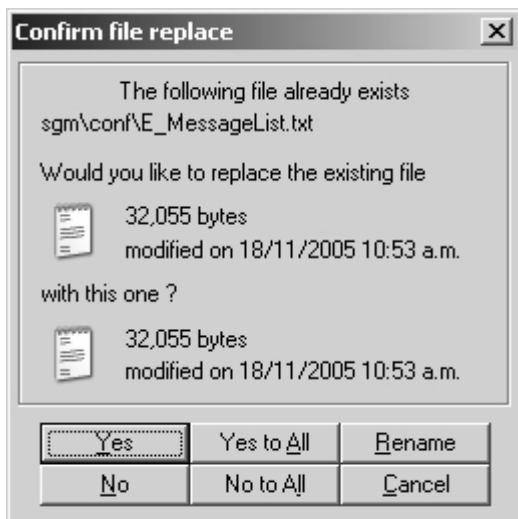 Confirm file replace
The following file already exists
sgm\conf\E_MessageList.txt
Would you like to replace the existing file
32,055 bytes
modified on 18/11/2005 10:53 a.m.
with this one ?
32,055 bytes
modified on 18/11/2005 10:53 a.m.
Yes Yes to All Rename
No No to All Cancel